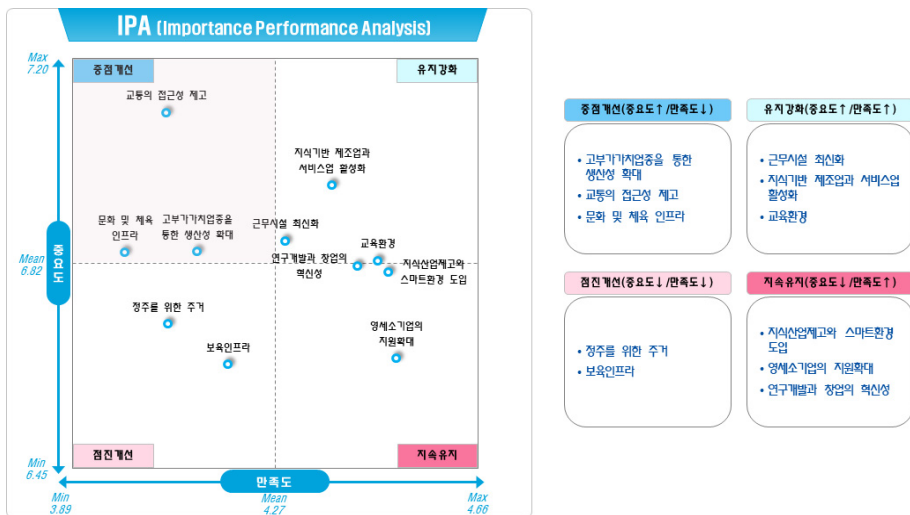 IPA (Importance Performance Analysis)
Max
7.20
중점개선
유지강화
교통의 접근성 제고
지식기반 제조업과
서비스업 활성화
문화 및 체육
인프라
고부가가치업종을
통한 생산성 확대
근무시설 최신화
교육환경
연구개발과 창업의
혁신성
지식산업제고와
스마트환경 도입
중요도
Mean
6.82
정주를 위한 주거
보육인프라
영세소기업의
지원확대
점진개선
지속유지
Min
6.45
만족도
Min
3.89
Mean
4.27
Max
4.66
중점개선(중요도↑/만족도↓)
• 고부가가치업종을 통한
생산성 확대
• 교통의 접근성 제고
• 문화 및 체육 인프라
유지강화(중요도↑/만족도↑)
• 근무시설 최신화
• 지식기반 제조업과 서비스업
활성화
• 교육환경
점진개선(중요도↓/만족도↓)
• 정주를 위한 주거
• 보육인프라
지속유지(중요도↓/만족도↑)
• 지식산업제고와 스마트환경
도입
• 영세소기업의 지원확대
• 연구개발과 창업의 혁신성